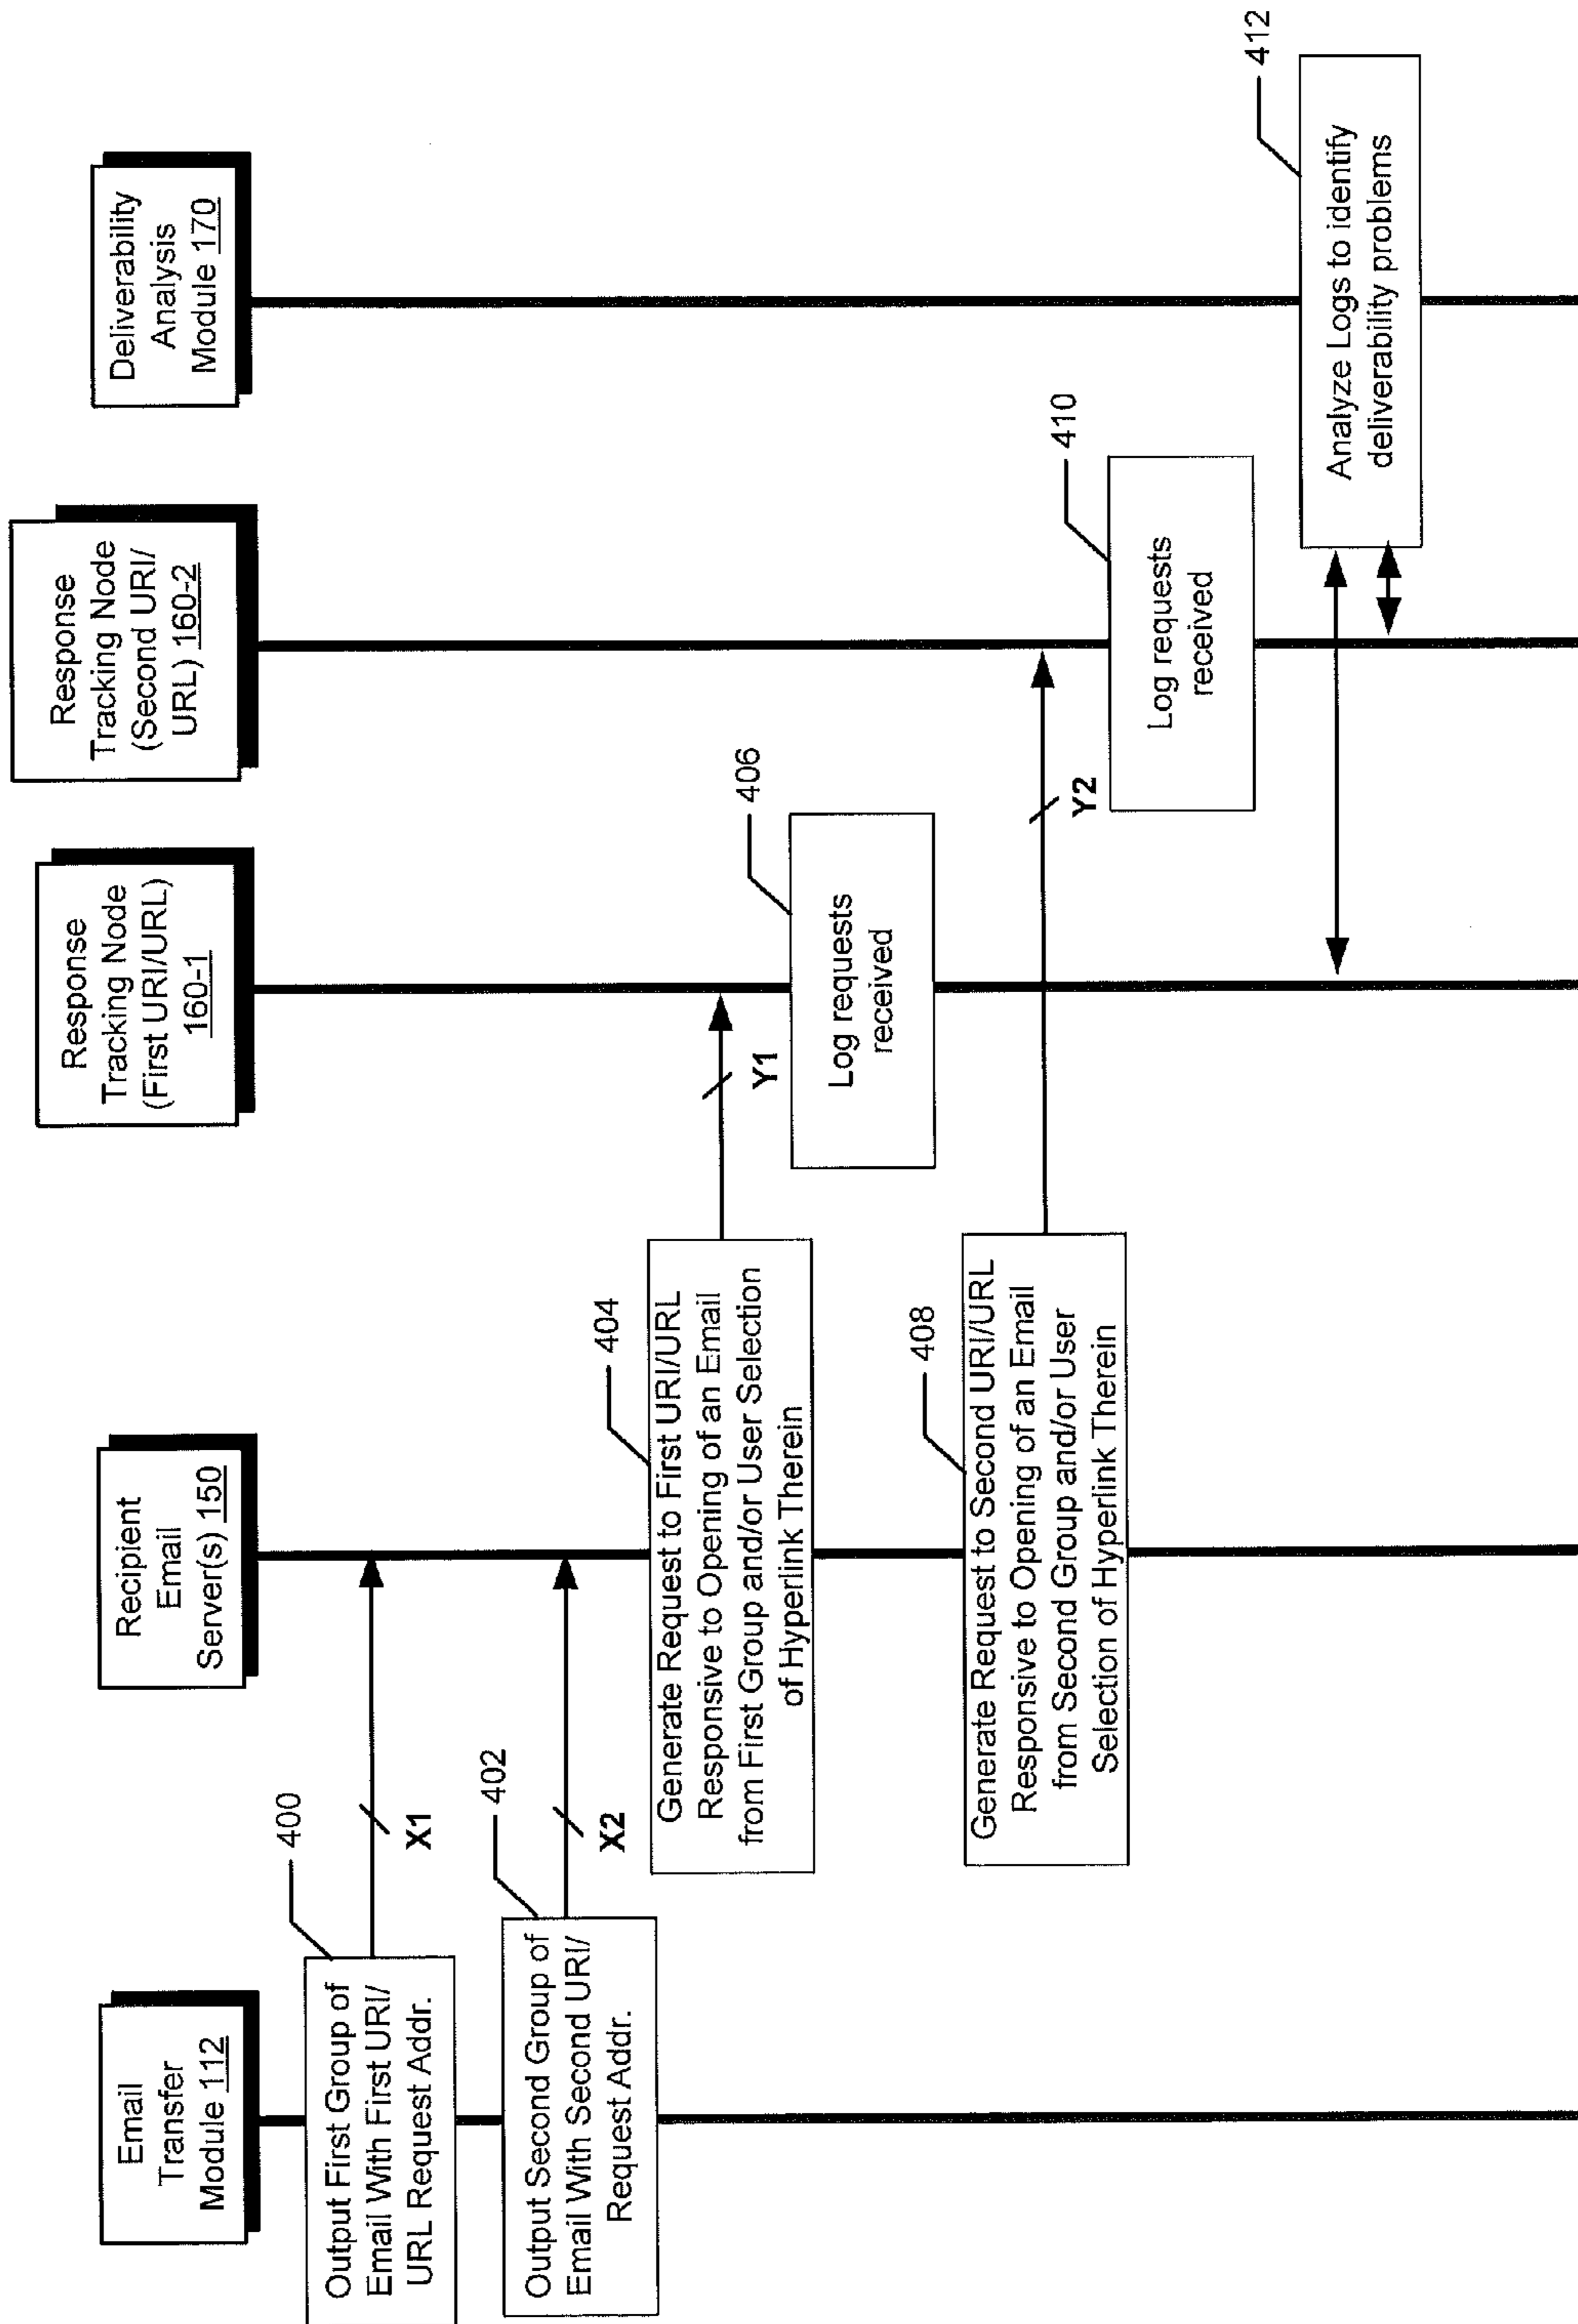 Email
Transfer
Module 112
Recipient
Email
Server(s) 150
Response
Tracking Node
(First URI/URL)
160-1
Response
Tracking Node
(Second URI/
URL) 160-2
Deliverability
Analysis
Module 170
400
Output First Group of
Email With First URI/
URL Request Addr.
X1
402
Output Second Group of
Email With Second URI/
Request Addr.
X2
404
Generate Request to First URI/URL
Responsive to Opening of an Email
from First Group and/or User Selection
of Hyperlink Therein
Y1
406
Log requests
received
408
Generate Request to Second URI/URL
Responsive to Opening of an Email
from Second Group and/or User
Selection of Hyperlink Therein
Y2
410
Log requests
received
412
Analyze Logs to identify
deliverability problems